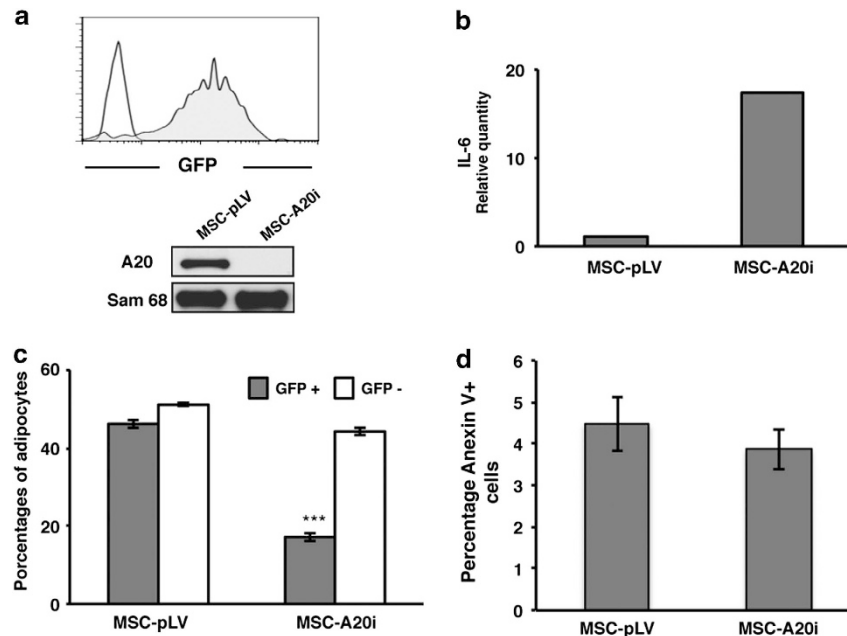 a
GFP
MSC-pLV
MSC-A20i
A20
Sam 68
b
20
10
0
IL-6
Relative quantity
MSC-pLV
MSC-A20i
c
60
40
20
0
Porcentages of adipocytes
GFP +
GFP -
***
MSC-pLV
MSC-A20i
d
6
5
4
3
2
1
0
Percentage Anexin V+
cells
MSC-pLV
MSC-A20i